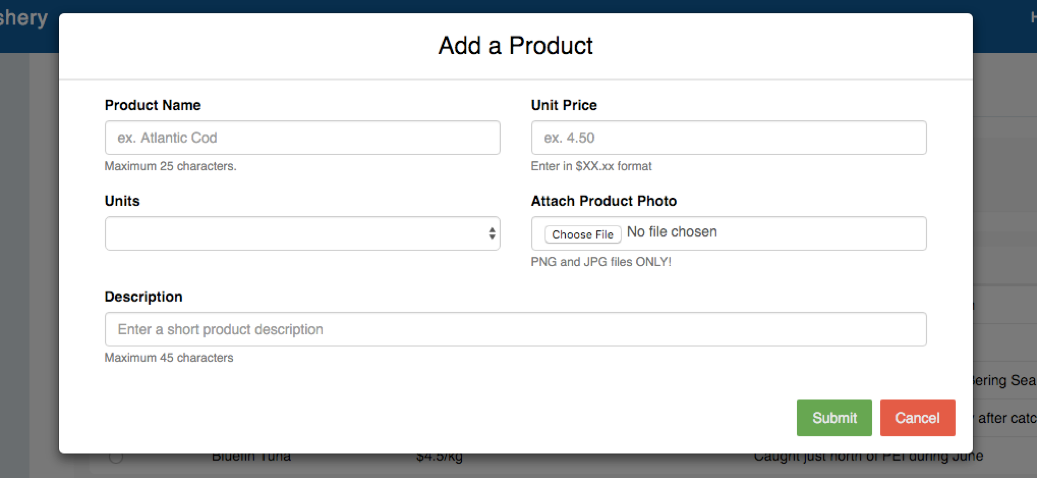 shery
Add a Product
Product Name
ex. Atlantic Cod
Maximum 25 characters.
Unit Price
ex. 4.50
Enter in $XX.xx format
Units
Attach Product Photo
Choose File No file chosen
PNG and JPG files ONLY!
Description
Enter a short product description
Maximum 45 characters
Submit
Cancel
ering Sea
after catc
Bluefin Tuna
$4.5/kg
Caught just north of PEI during June